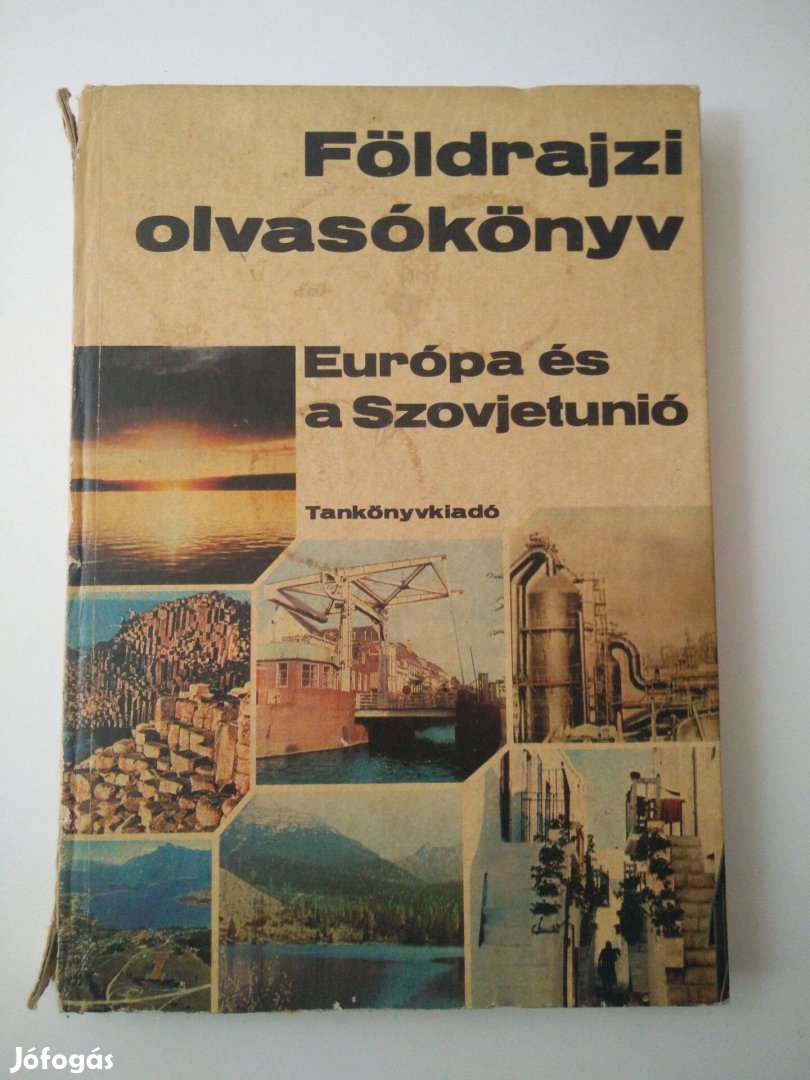 Földrajzi
olvasókönyv
Európa és
a Szovjetunió
Tankönyvkiadó
Jófogás